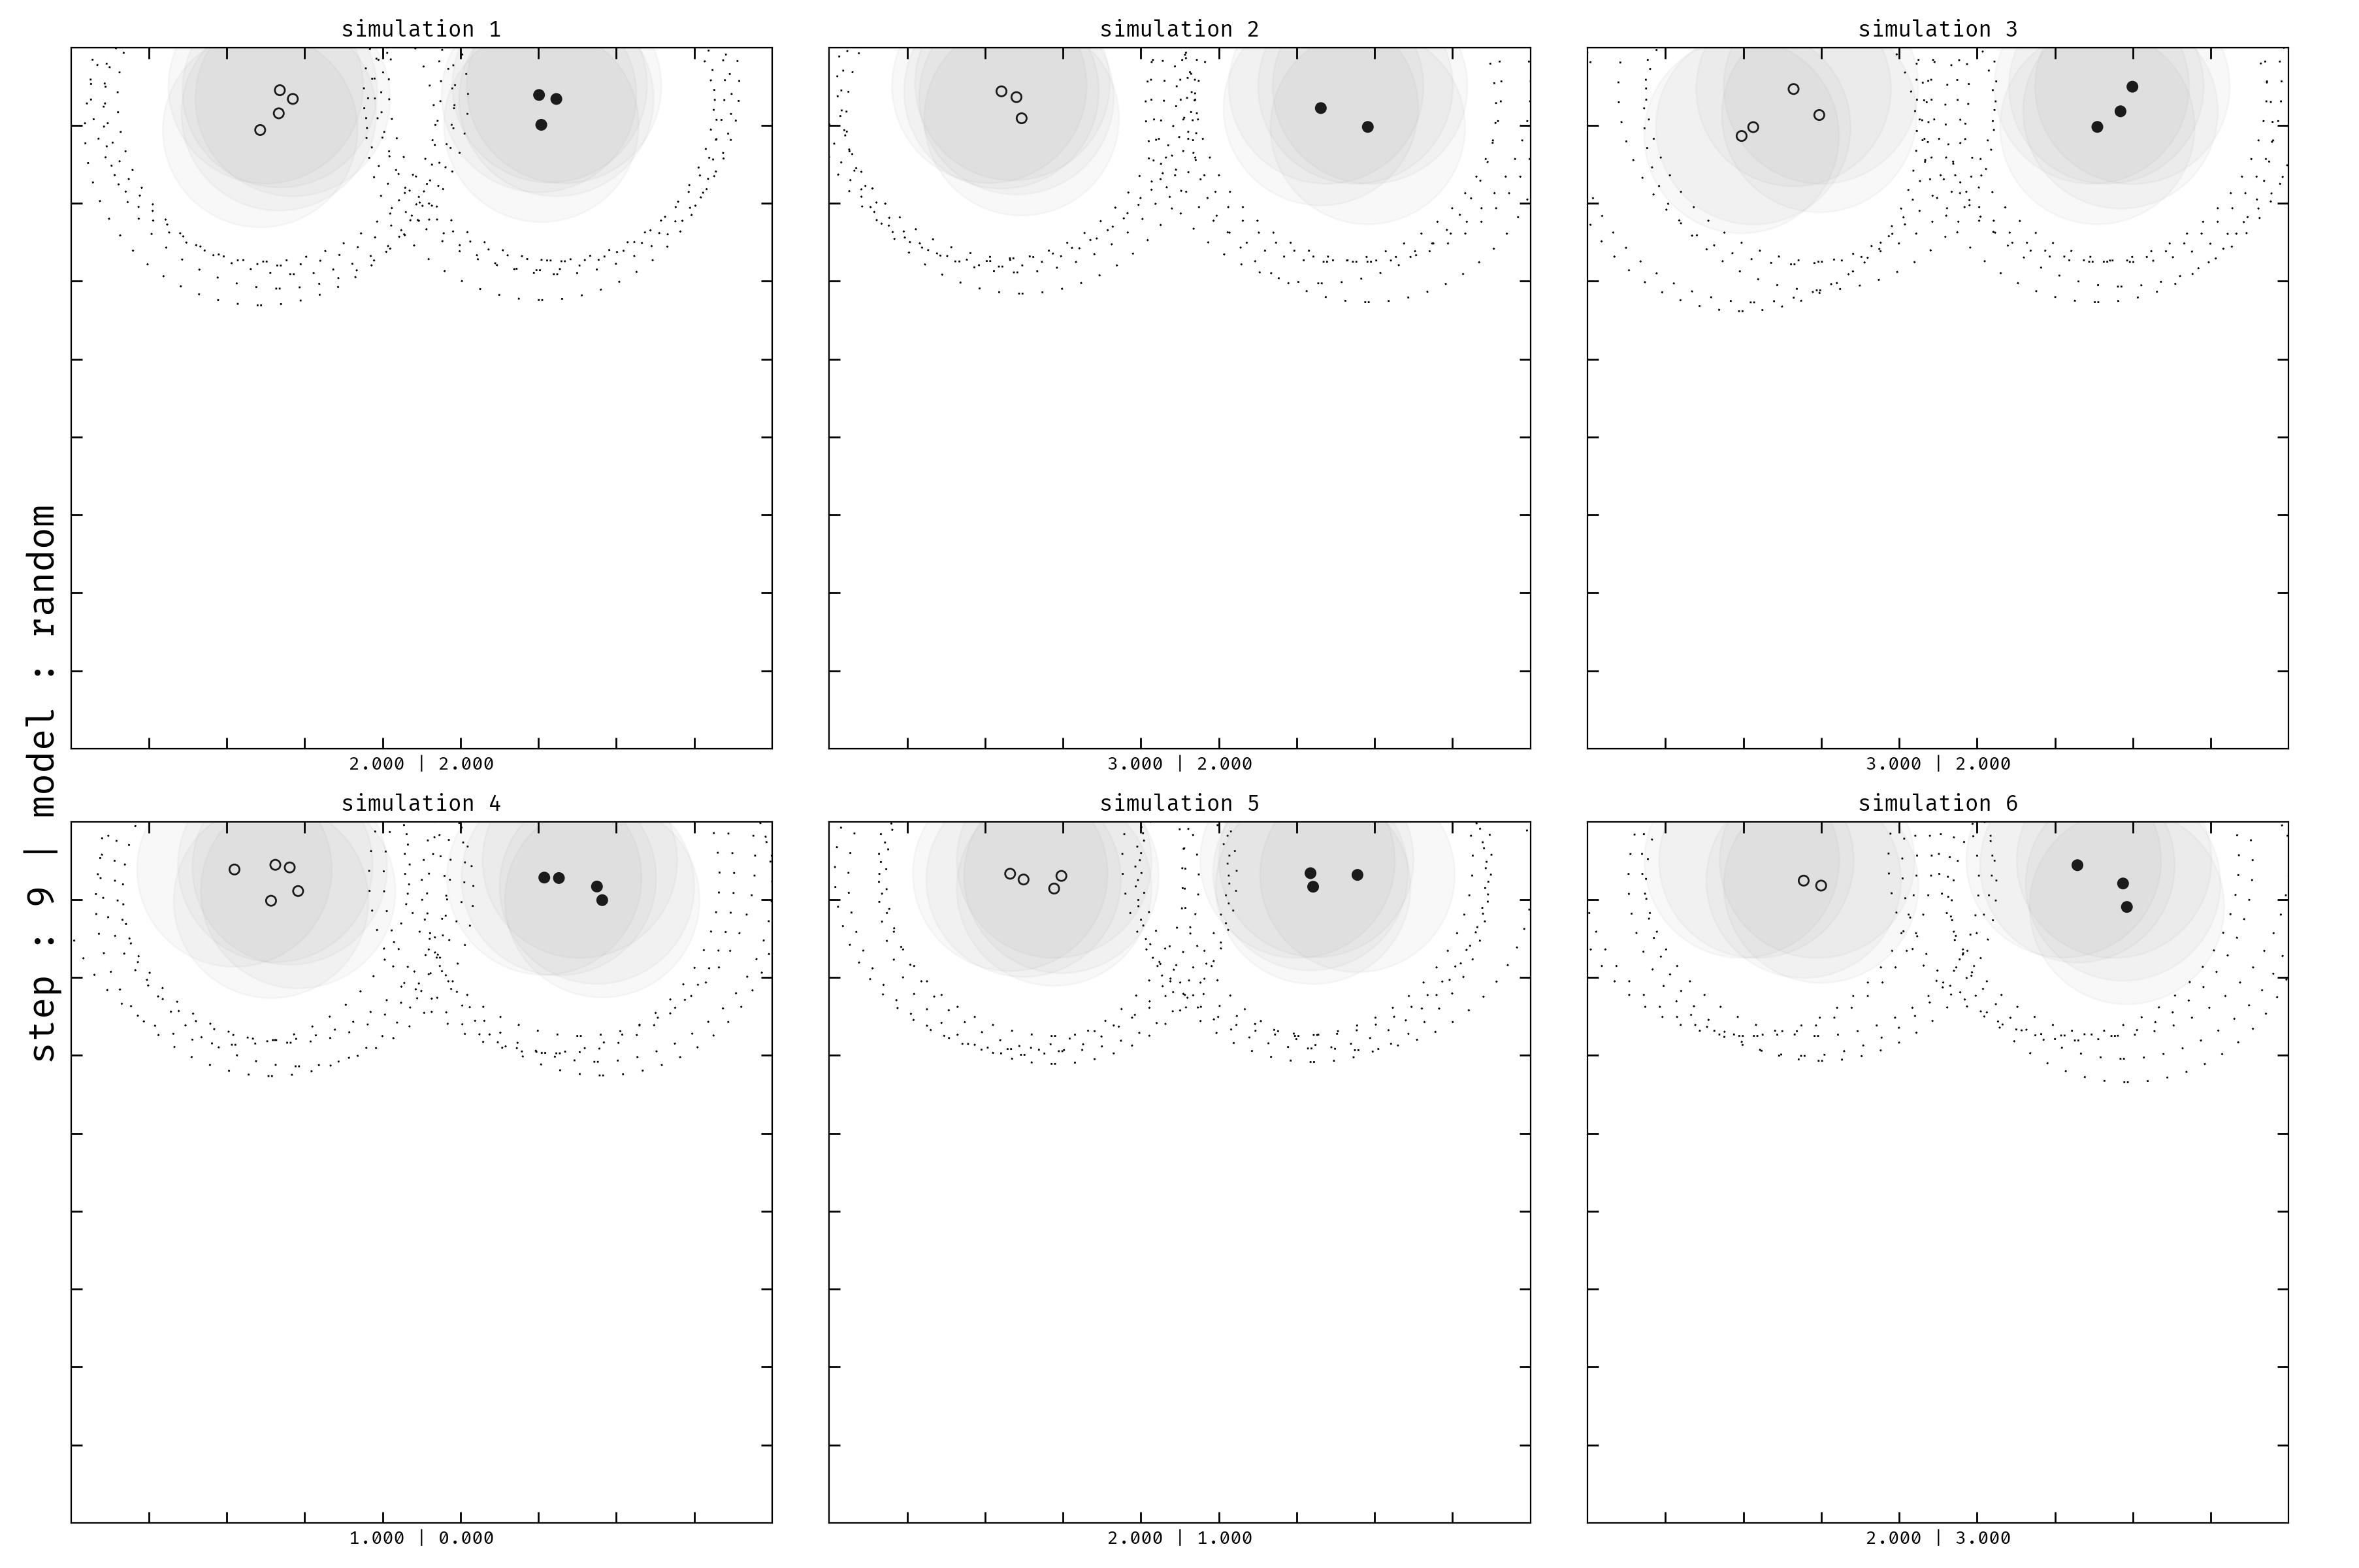 simulation 1
simulation 2
simulation 3
2.000 | 2.000
3.000 | 2.000
3.000 | 2.000
step : 9 | model : random
simulation 4
simulation 5
simulation 6
1.000 | 0.000
2.000 | 1.000
2.000 | 3.000